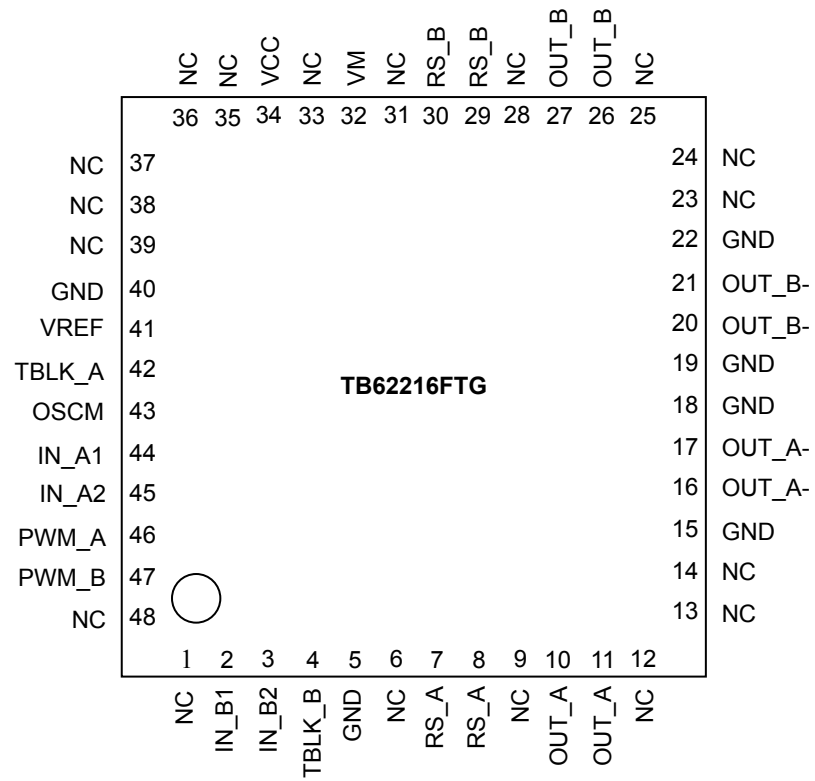 NC NC VCC NC VM NC RS_B RS_B NC OUT_B OUT_B NC
36 35 34 33 32 31 30 29 28 27 26 25
NC 37
NC 38
NC 39
GND 40
VREF 41
TBLK_A 42
OSCM 43
IN_A1 44
IN_A2 45
PWM_A 46
PWM_B 47
NC 48
TB62216FTG
24 NC
23 NC
22 GND
21 OUT_B-
20 OUT_B-
19 GND
18 GND
17 OUT_A-
16 OUT_A-
15 GND
14 NC
13 NC
1 2 3 4 5 6 7 8 9 10 11 12
NC IN_B1 IN_B2 TBLK_B GND NC RS_A RS_A NC OUT_A OUT_A NC